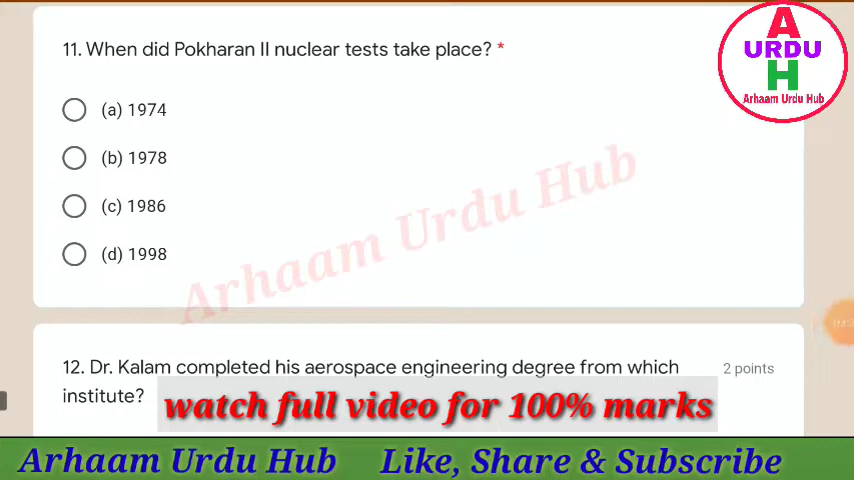 11. When did Pokharan II nuclear tests take place? *
A
URDU
H
Arhaam Urdu Hub
(a) 1974
(b) 1978
(c) 1986
(d) 1998
Arhaam Urdu Hub
12. Dr. Kalam completed his aerospace engineering degree from which
institute?
2 points
watch full video for 100% marks
Arhaam Urdu Hub Like, Share & Subscribe